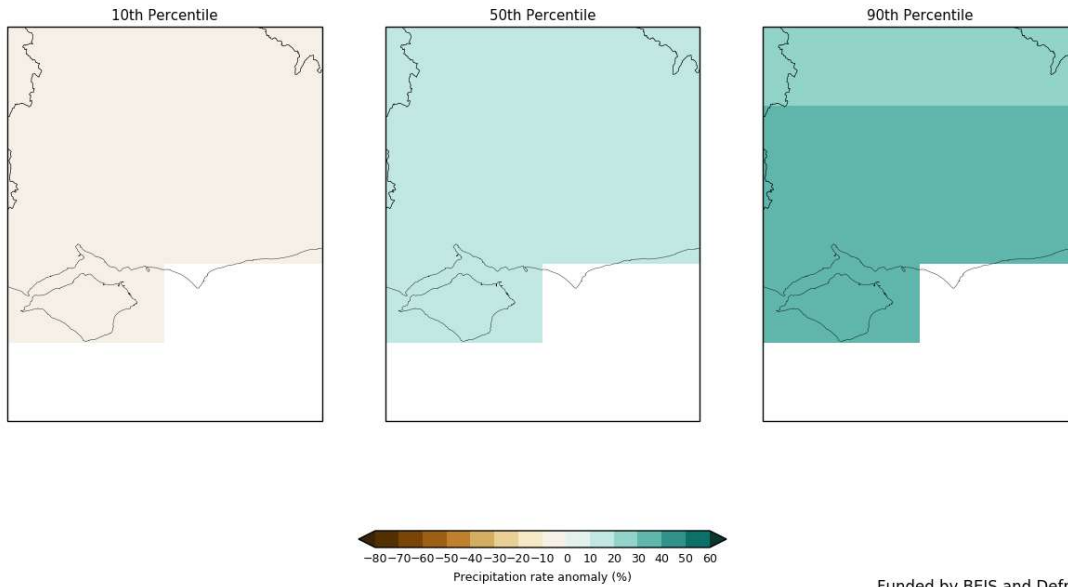 10th Percentile
50th Percentile
90th Percentile
−80−70−60−50−40−30−20−10 0 10 20 30 40 50 60
Precipitation rate anomaly (%)
Funded by BEIS and Defr